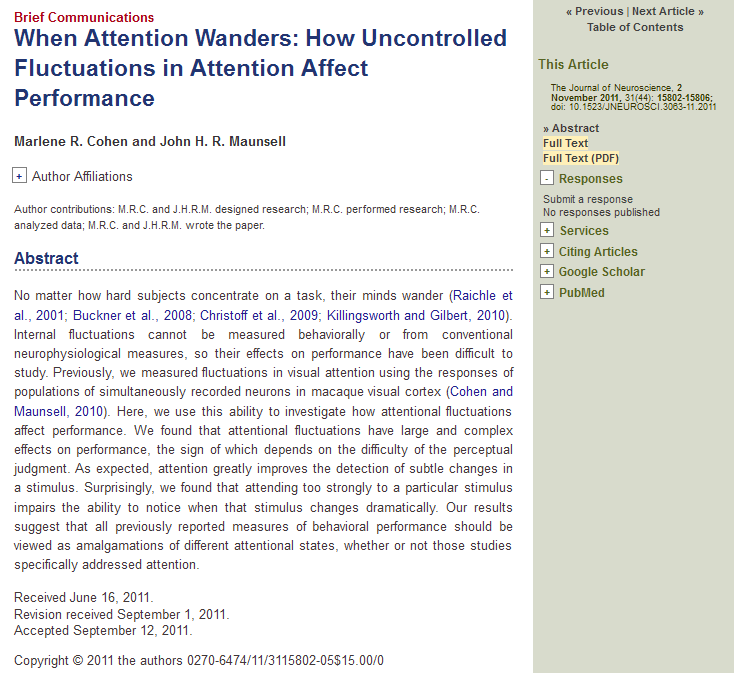 Brief Communications
When Attention Wanders: How Uncontrolled
Fluctuations in Attention Affect
Performance
Marlene R. Cohen and John H. R. Maunsell
+ Author Affiliations
Author contributions: M.R.C. and J.H.R.M. designed research; M.R.C. performed research; M.R.C.
analyzed data; M.R.C. and J.H.R.M. wrote the paper.
Abstract
No matter how hard subjects concentrate on a task, their minds wander (Raichle et
al., 2001; Buckner et al., 2008; Christoff et al., 2009; Killingsworth and Gilbert, 2010).
Internal fluctuations cannot be measured behaviorally or from conventional
neurophysiological measures, so their effects on performance have been difficult to
study. Previously, we measured fluctuations in visual attention using the responses of
populations of simultaneously recorded neurons in macaque visual cortex (Cohen and
Maunsell, 2010). Here, we use this ability to investigate how attentional fluctuations
affect performance. We found that attentional fluctuations have large and complex
effects on performance, the sign of which depends on the difficulty of the perceptual
judgment. As expected, attention greatly improves the detection of subtle changes in
a stimulus. Surprisingly, we found that attending too strongly to a particular stimulus
impairs the ability to notice when that stimulus changes dramatically. Our results
suggest that all previously reported measures of behavioral performance should be
viewed as amalgamations of different attentional states, whether or not those studies
specifically addressed attention.
Received June 16, 2011.
Revision received September 1, 2011.
Accepted September 12, 2011.
Copyright © 2011 the authors 0270-6474/11/3115802-05$15.00/0
« Previous | Next Article »
Table of Contents
This Article
The Journal of Neuroscience, 2
November 2011, 31(44): 15802-15806;
doi: 10.1523/JNEUROSCI.3063-11.2011
» Abstract
Full Text
Full Text (PDF)
- Responses
Submit a response
No responses published
+ Services
+ Citing Articles
+ Google Scholar
+ PubMed